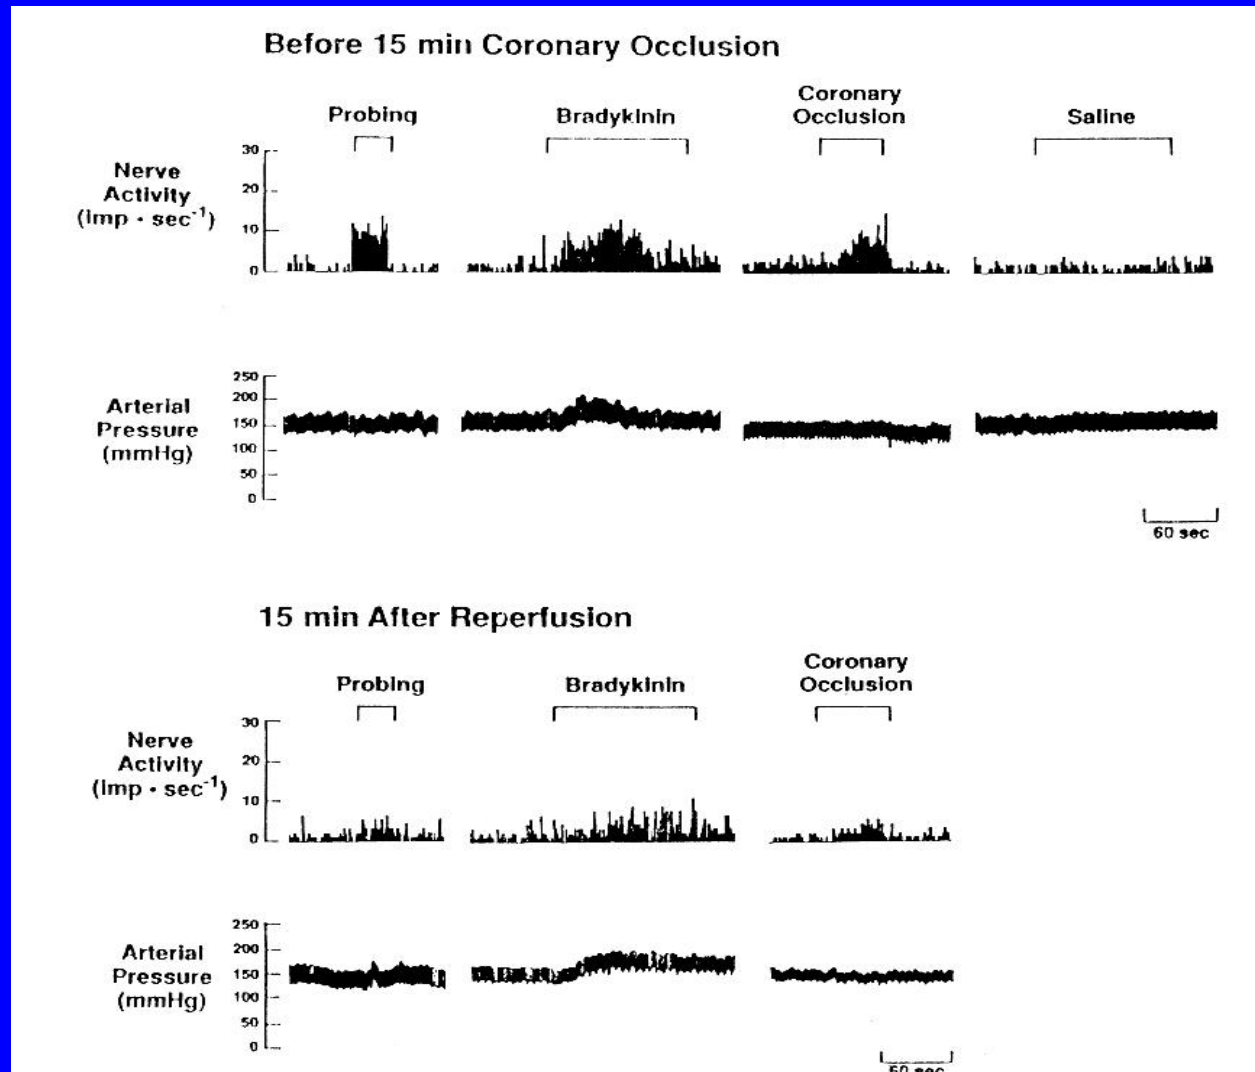 Before 15 min Coronary Occlusion
Probing
Bradykinin
Coronary
Occlusion
Saline
Nerve
Activity
(Imp · sec⁻¹)
30
20
10
0
Arterial
Pressure
(mmHg)
250
200
150
100
50
0
60 sec
15 min After Reperfusion
Probing
Bradykinin
Coronary
Occlusion
Nerve
Activity
(Imp · sec⁻¹)
30
20
10
0
Arterial
Pressure
(mmHg)
250
200
150
100
50
0
sec